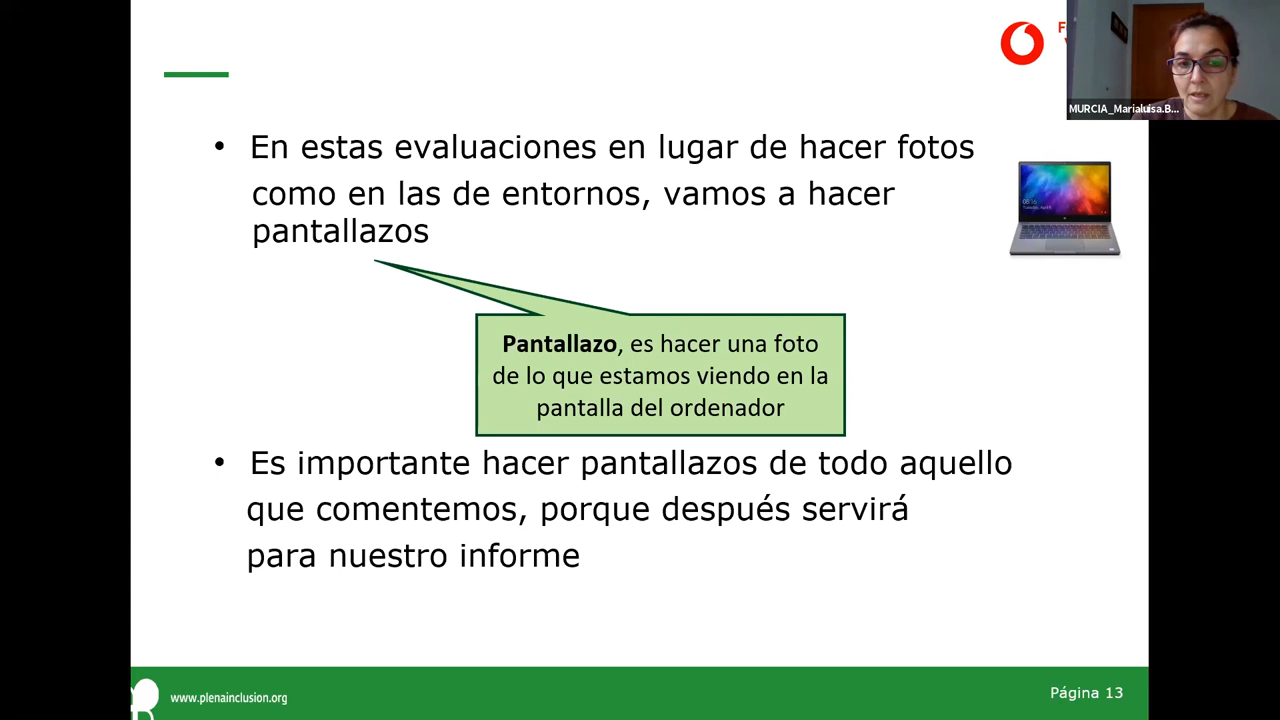 MURCIA_Marialuisa.B...
• En estas evaluaciones en lugar de hacer fotos
como en las de entornos, vamos a hacer
pantallazos
Pantallazo, es hacer una foto
de lo que estamos viendo en la
pantalla del ordenador
• Es importante hacer pantallazos de todo aquello
que comentemos, porque después servirá
para nuestro informe
www.plenainclusion.org
Página 13